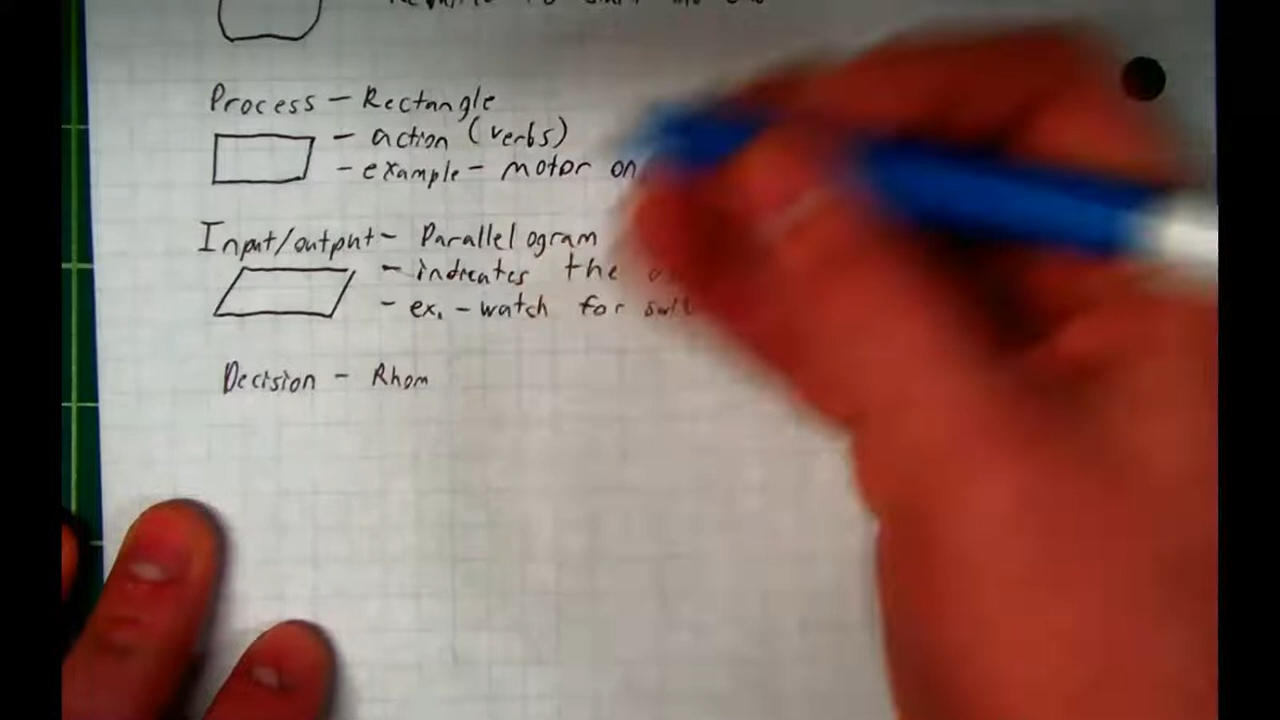 Process - Rectangle
- action (verbs)
- example - motor on
Input/output - Parallelogram
- indicates the
- ex. - watch for
Decision - Rhom